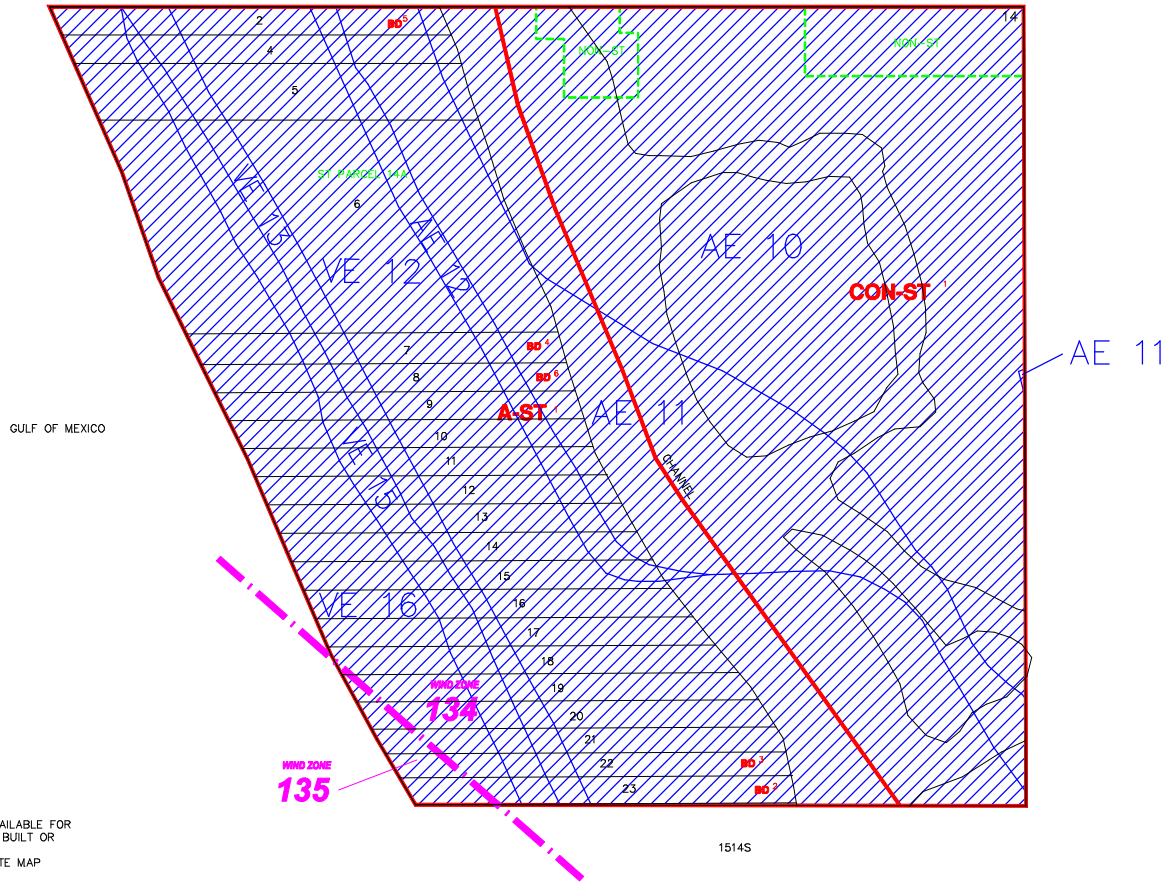 2
BD 5
14
4
NON-ST
NON-ST
5
ST PARCEL 14A
6
VE 13
AE 12
VE 12
AE 10
CON-ST 1
7
BD 4
AE 11
8
BD 6
9
A-ST 1
AE 11
GULF OF MEXICO
10
11
VE 15
CHANNEL
12
13
14
15
VE 16
16
17
18
WIND ZONE
134
19
20
21
WIND ZONE
135
22
BD 3
23
BD 2
AILABLE FOR
BUILT OR
TE MAP
1514S